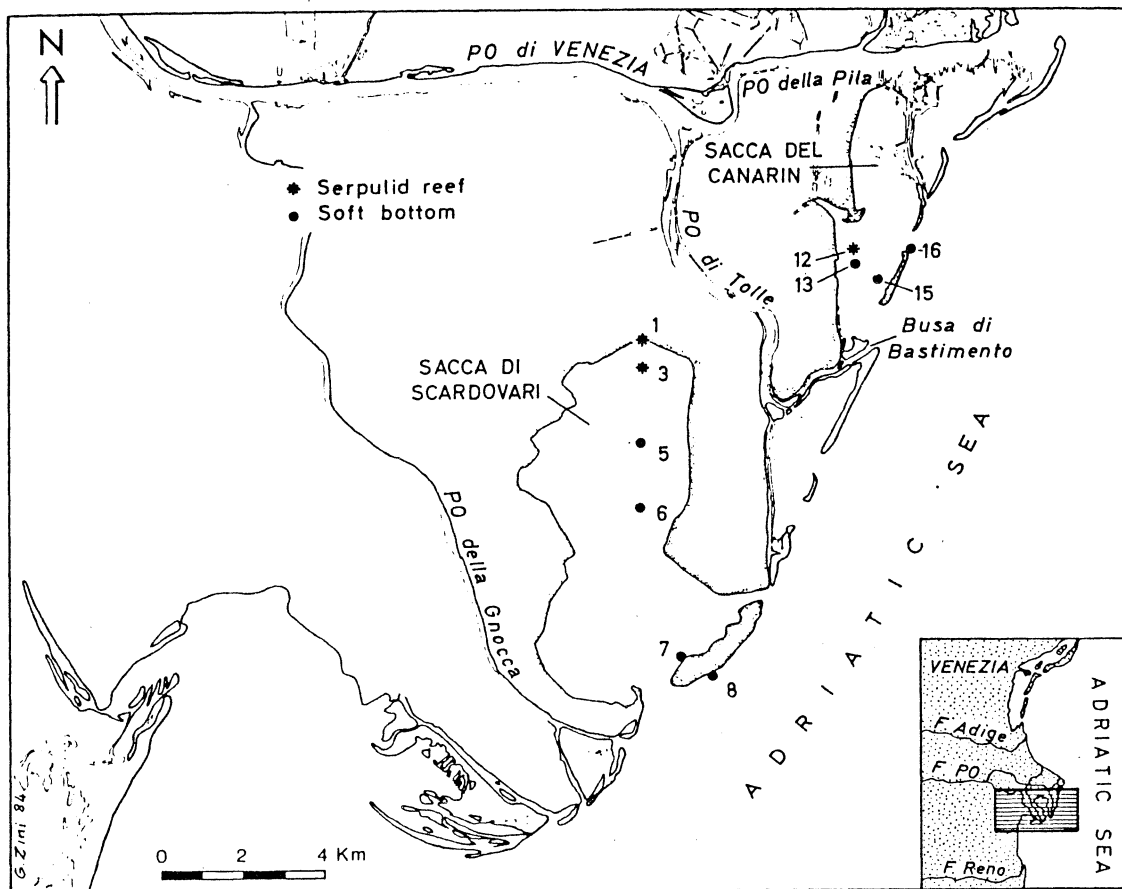 N
PO di VENEZIA
PO della Pila
SACCA DEL
CANARIN
Serpulid reef
Soft bottom
PO di Tolle
12
13
16
15
Busa di
Bastimento
1
3
SACCA DI
SCARDOVARI
5
6
PO della Gnocca
7
8
ADRIATIC SEA
0 2 4 Km
G. Zini 84
VENEZIA
F. Adige
F. PO
F. Reno
ADRIATIC SEA